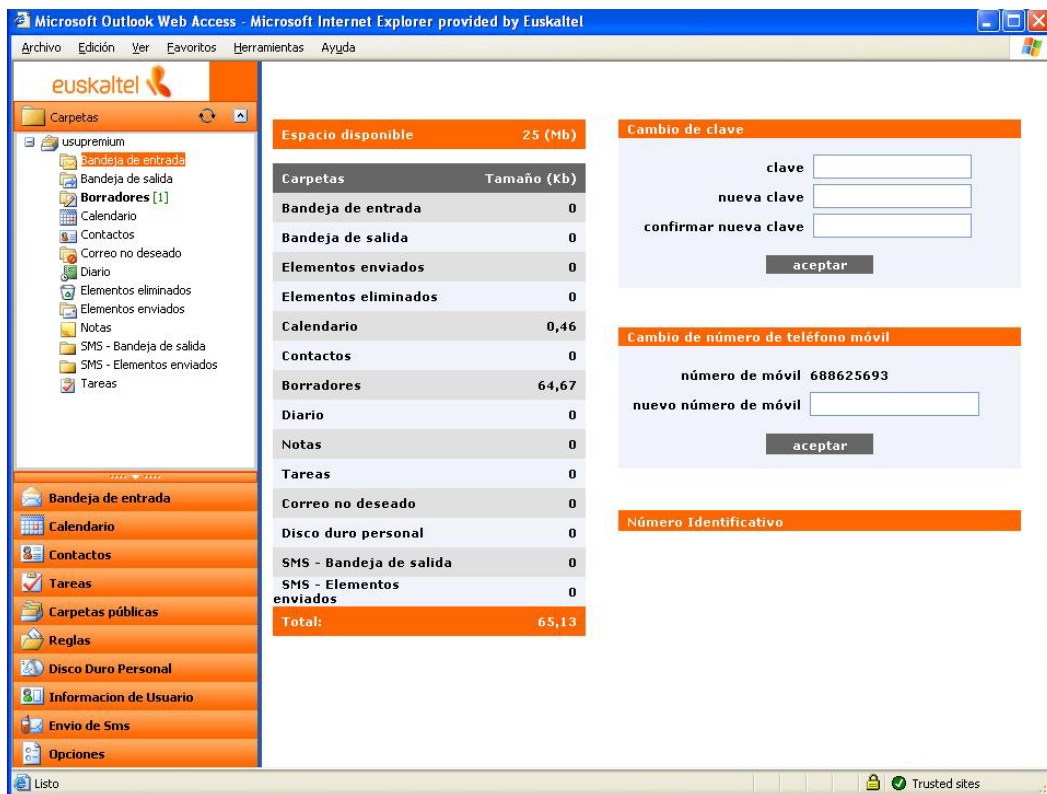 Microsoft Outlook Web Access - Microsoft Internet Explorer provided by Euskaltel
Archivo Edición Ver Favoritos Herramientas Ayuda
euskaltel
Carpetas
usupremium
Bandeja de entrada
Bandeja de salida
Borradores [1]
Calendario
Contactos
Correo no deseado
Diario
Elementos eliminados
Elementos enviados
Notas
SMS - Bandeja de salida
SMS - Elementos enviados
Tareas
Bandeja de entrada
Calendario
Contactos
Tareas
Carpetas públicas
Reglas
Disco Duro Personal
Informacion de Usuario
Envio de Sms
Opciones
Espacio disponible 25 (Mb)
Carpetas Tamaño (Kb)
Bandeja de entrada 0
Bandeja de salida 0
Elementos enviados 0
Elementos eliminados 0
Calendario 0,46
Contactos 0
Borradores 64,67
Diario 0
Notas 0
Tareas 0
Correo no deseado 0
Disco duro personal 0
SMS - Bandeja de salida 0
SMS - Elementos
enviados 0
Total: 65,13
Cambio de clave
clave
nueva clave
confirmar nueva clave
aceptar
Cambio de número de teléfono móvil
número de móvil 688625693
nuevo número de móvil
aceptar
Número Identificativo
Listo
Trusted sites